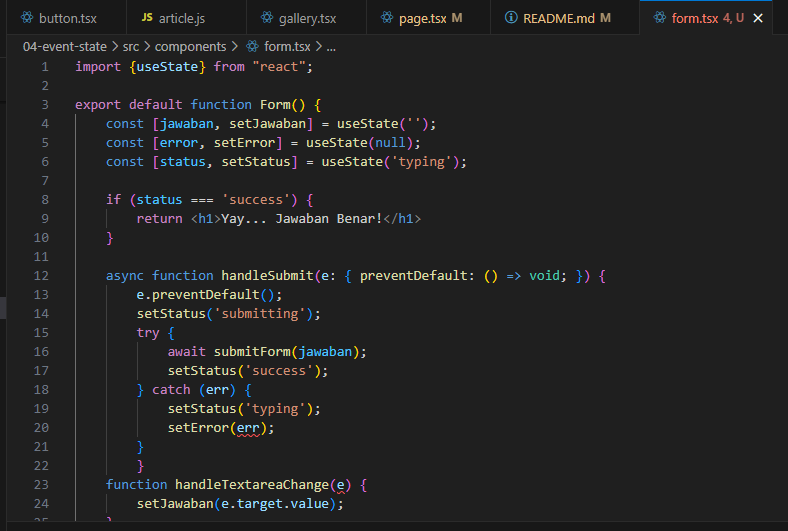 button.tsx JS article.js gallery.tsx page.tsx M README.md M form.tsx 4, U
04-event-state > src > components > form.tsx > ...
1 import {useState} from "react";
2
3 export default function Form() {
4 const [jawaban, setJawaban] = useState('');
5 const [error, setError] = useState(null);
6 const [status, setStatus] = useState('typing');
7
8 if (status === 'success') {
9 return <h1>Yay... Jawaban Benar!</h1>
10 }
11
12 async function handleSubmit(e: { preventDefault: () => void; }) {
13 e.preventDefault();
14 setStatus('submitting');
15 try {
16 await submitForm(jawaban);
17 setStatus('success');
18 } catch (err) {
19 setStatus('typing');
20 setError(err);
21 }
22 }
23 function handleTextareaChange(e) {
24 setJawaban(e.target.value);
25 }